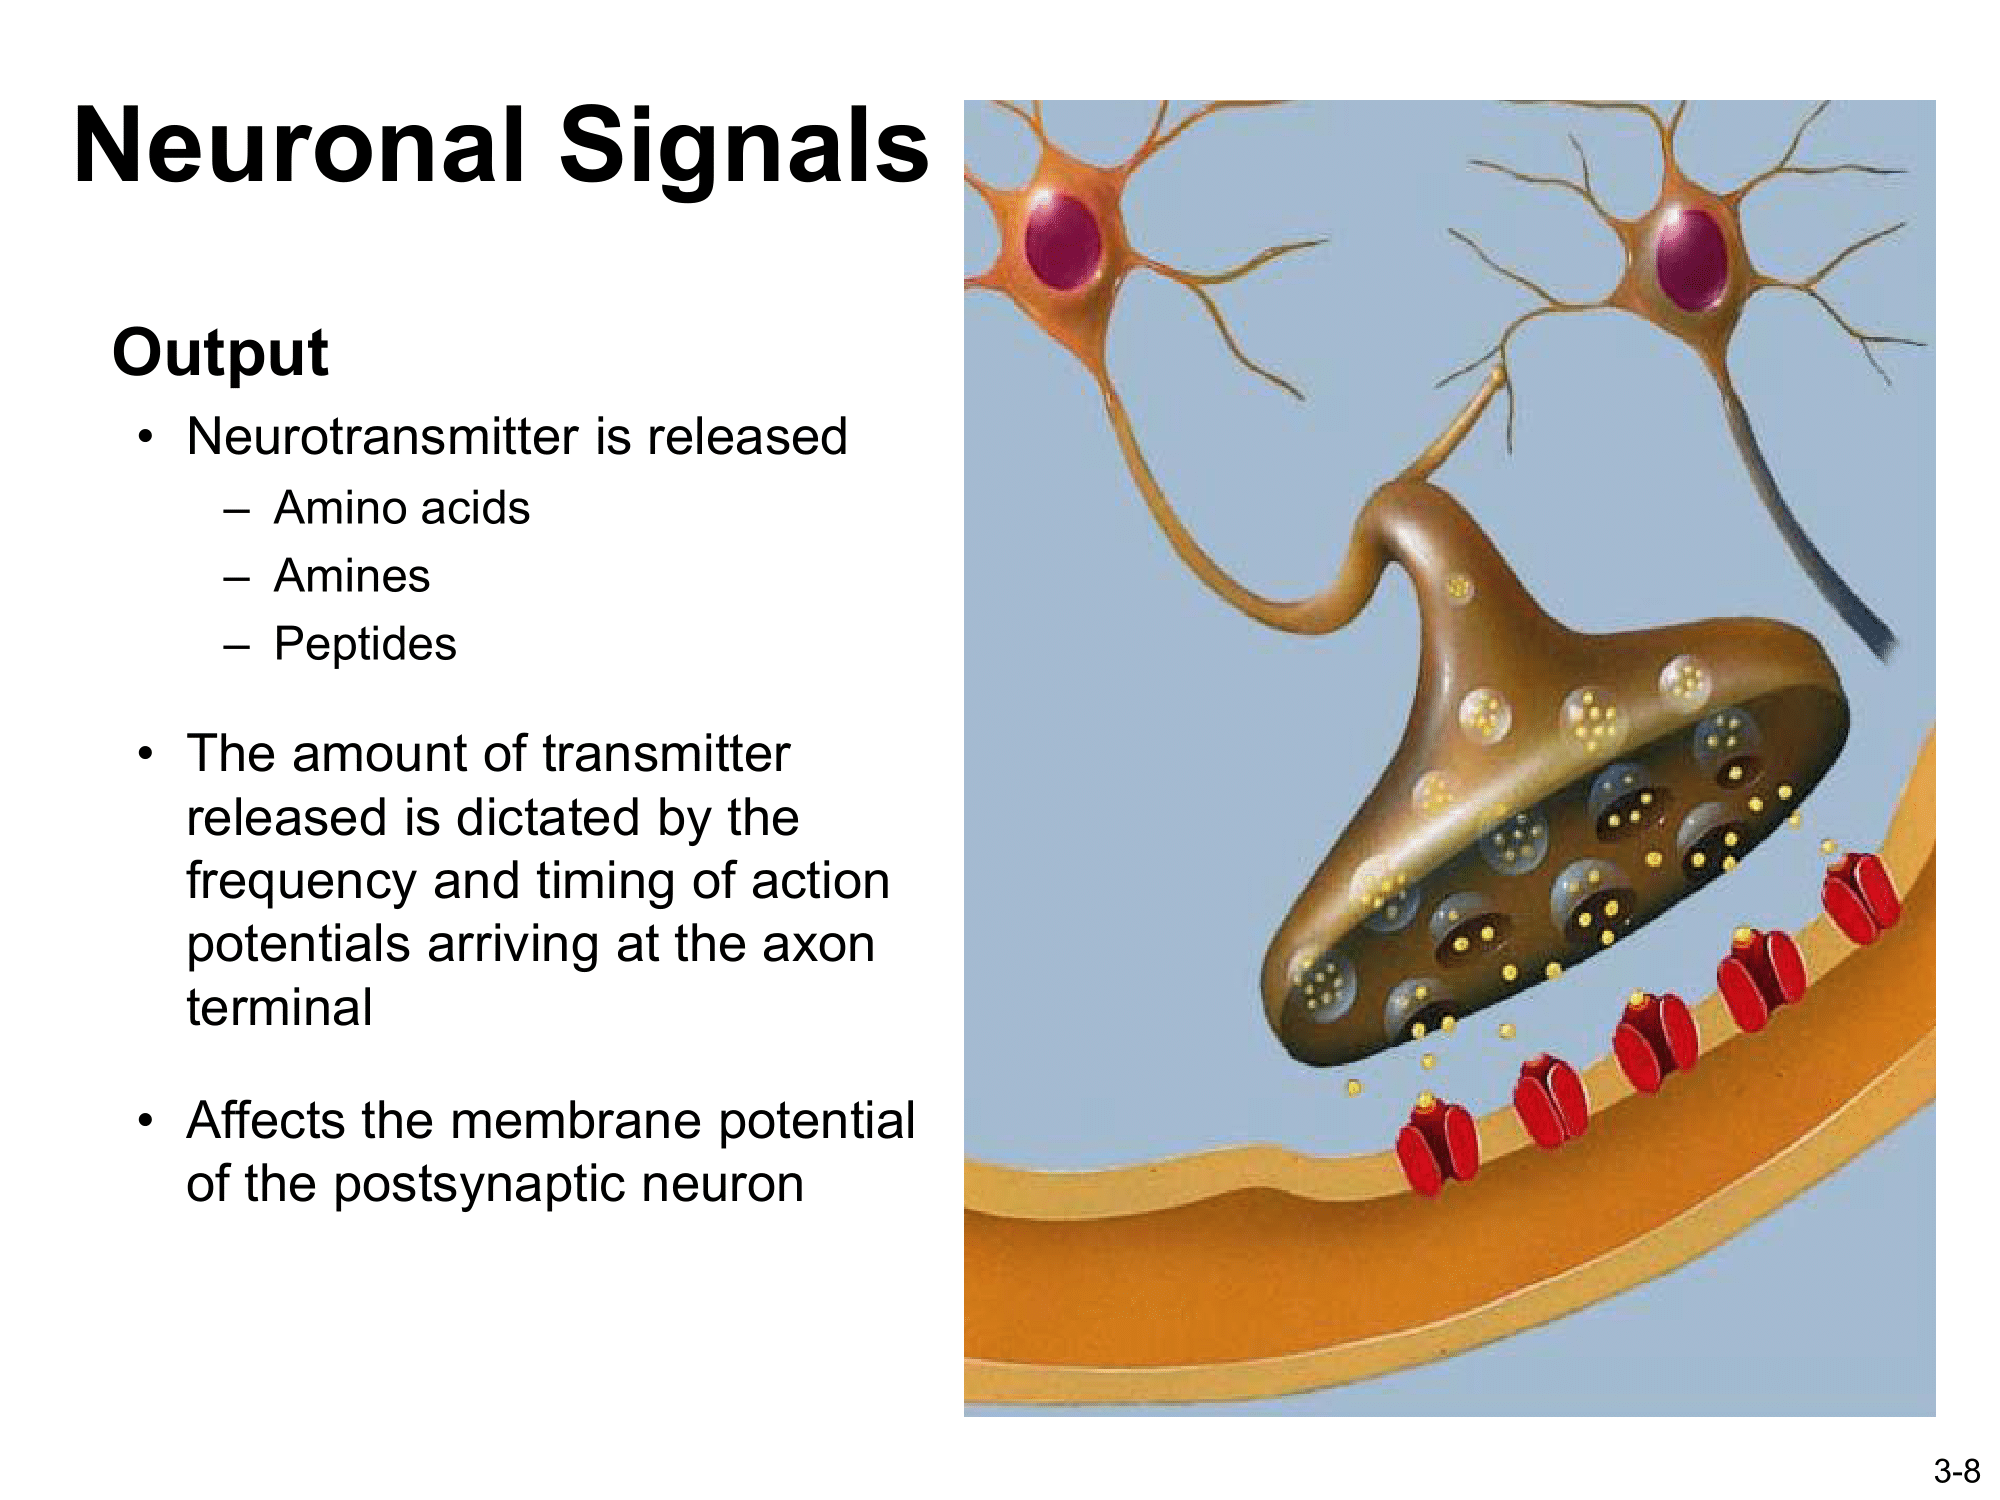 Neuronal Signals
Output
• Neurotransmitter is released
– Amino acids
– Amines
– Peptides
• The amount of transmitter
released is dictated by the
frequency and timing of action
potentials arriving at the axon
terminal
• Affects the membrane potential
of the postsynaptic neuron
3-8